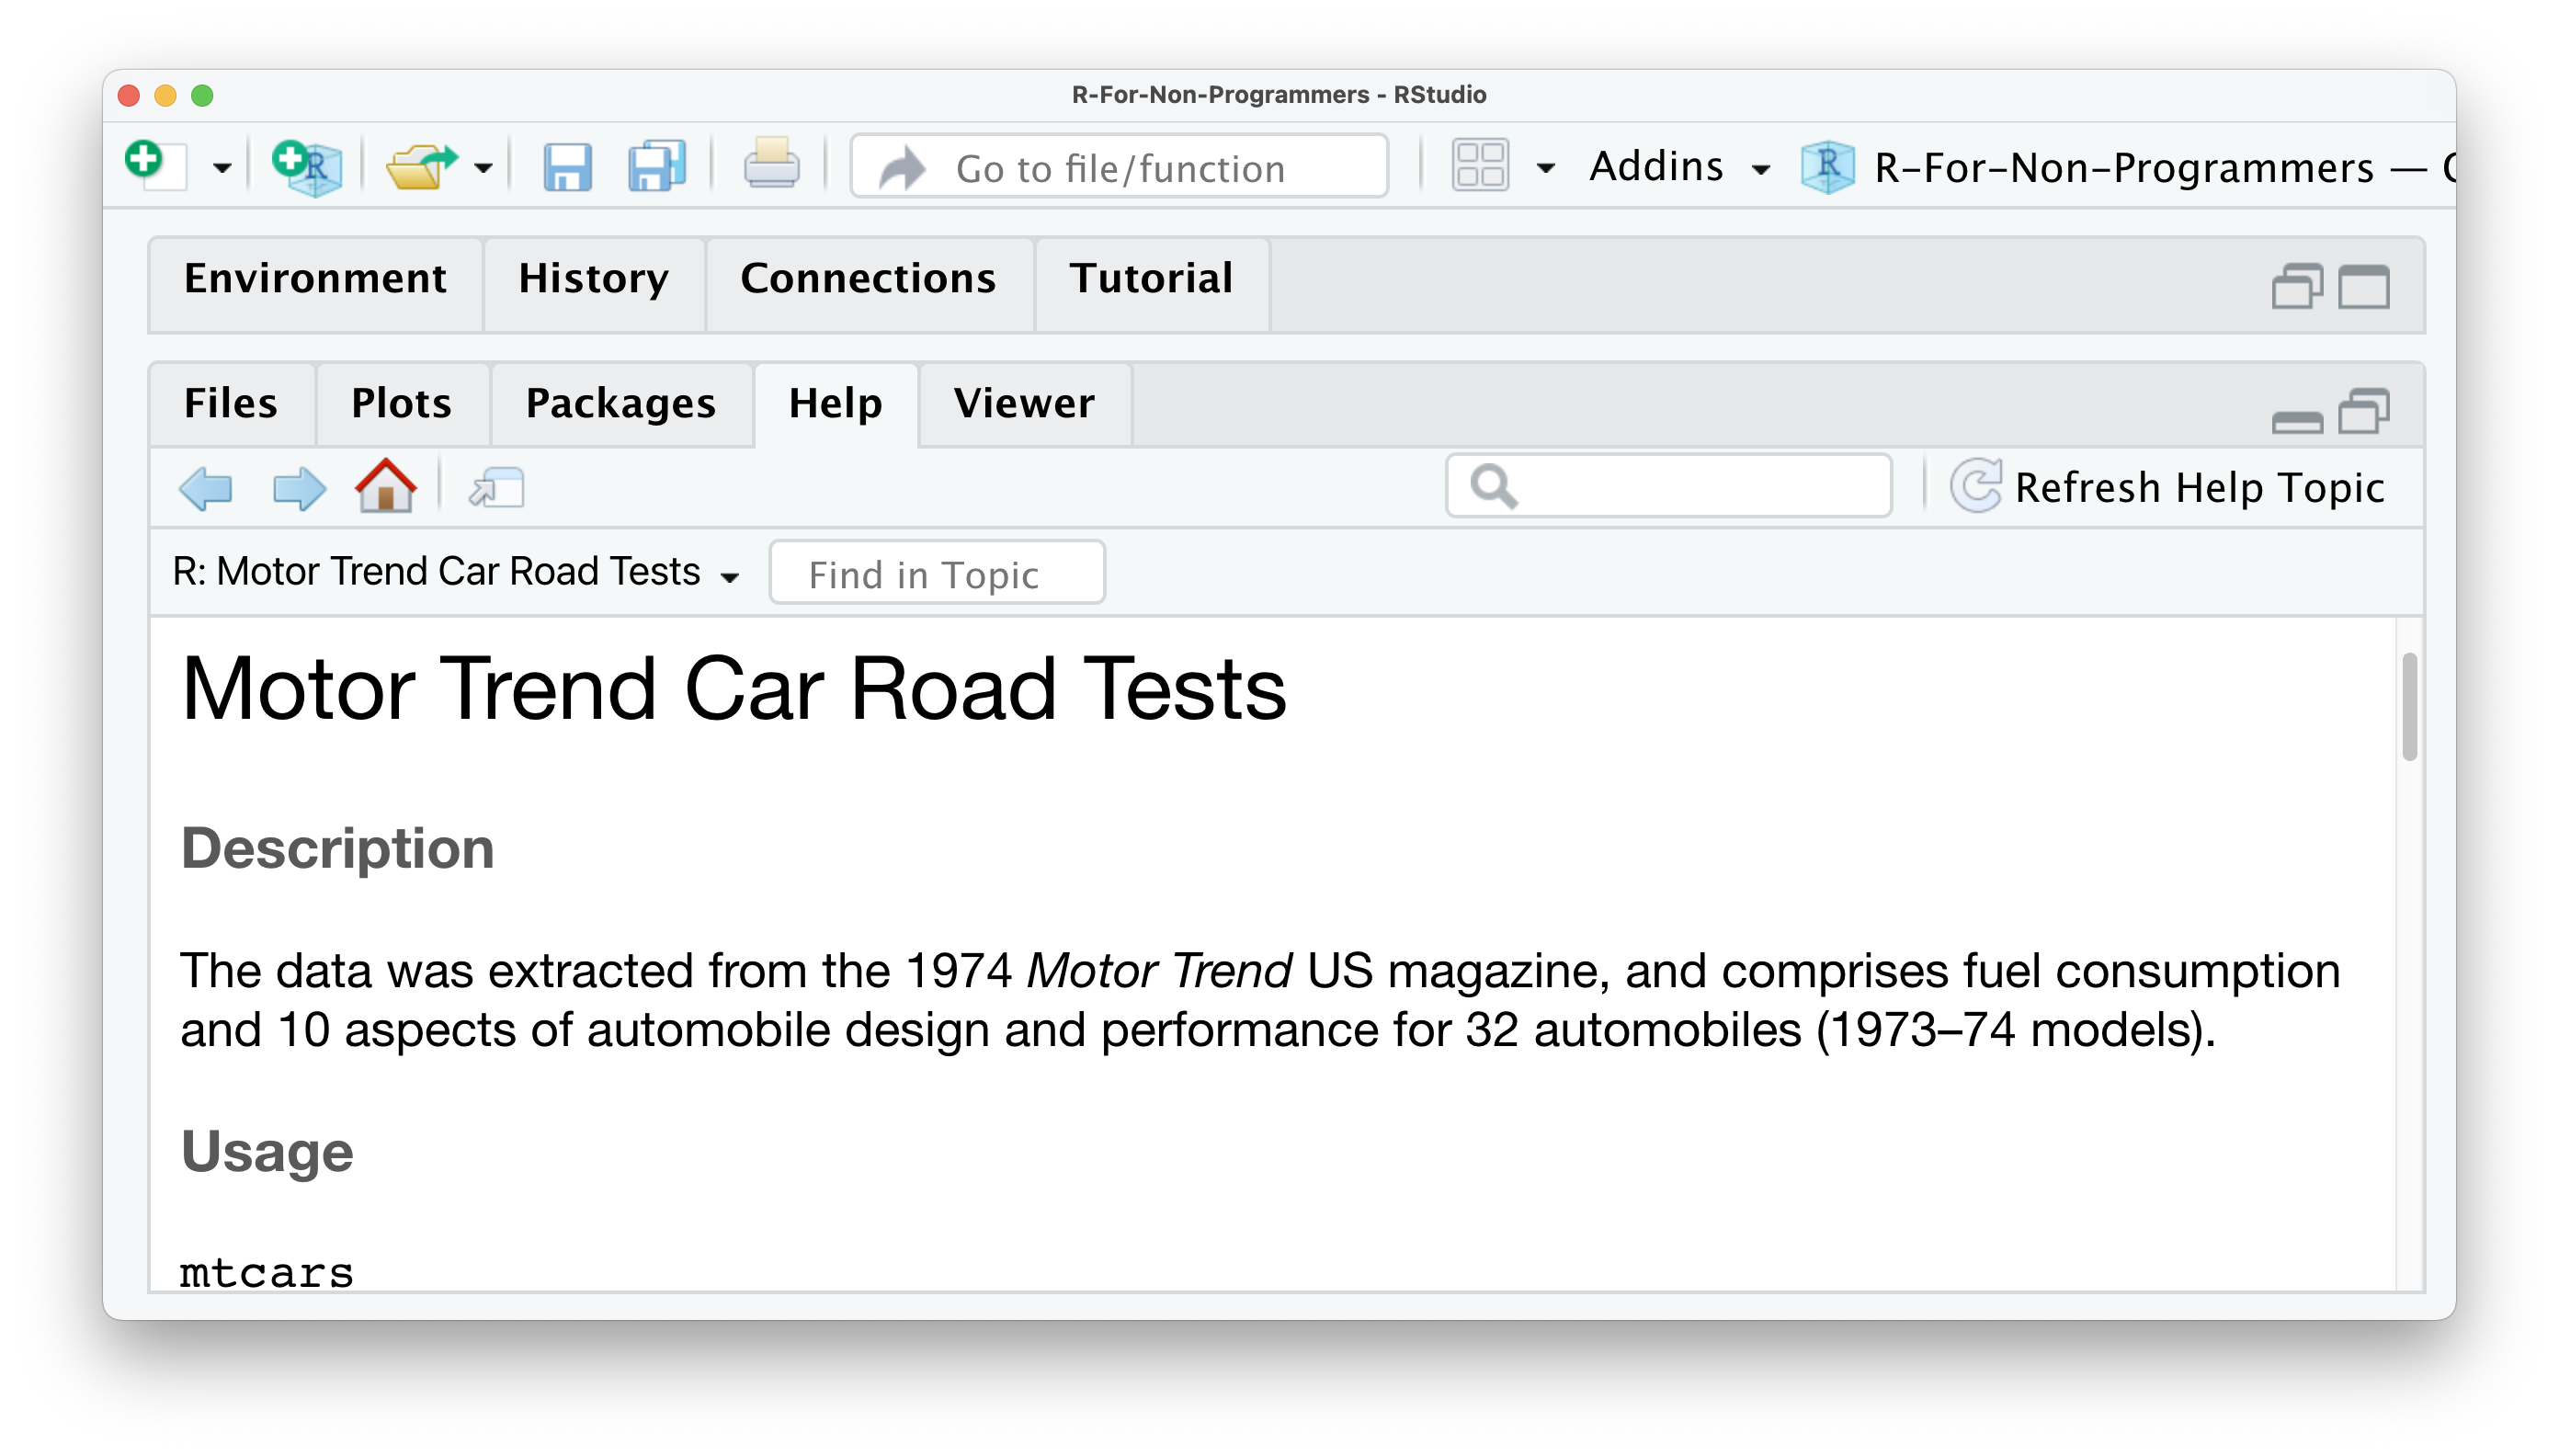 R-For-Non-Programmers - RStudio
Go to file/function
Addins
R-For-Non-Programmers —
Environment
History
Connections
Tutorial
Files
Plots
Packages
Help
Viewer
Refresh Help Topic
R: Motor Trend Car Road Tests
Find in Topic
Motor Trend Car Road Tests
Description
The data was extracted from the 1974 Motor Trend US magazine, and comprises fuel consumption
and 10 aspects of automobile design and performance for 32 automobiles (1973–74 models).
Usage
mtcars